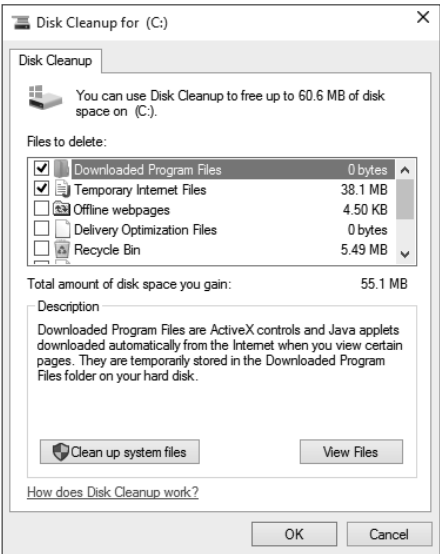 Disk Cleanup for (C:)
Disk Cleanup
You can use Disk Cleanup to free up to 60.6 MB of disk
space on (C:).
Files to delete:
Downloaded Program Files 0 bytes
Temporary Internet Files 38.1 MB
Offline webpages 4.50 KB
Delivery Optimization Files 0 bytes
Recycle Bin 5.49 MB
Total amount of disk space you gain: 55.1 MB
Description
Downloaded Program Files are ActiveX controls and Java applets
downloaded automatically from the Internet when you view certain
pages. They are temporarily stored in the Downloaded Program
Files folder on your hard disk.
Clean up system files View Files
How does Disk Cleanup work?
OK Cancel